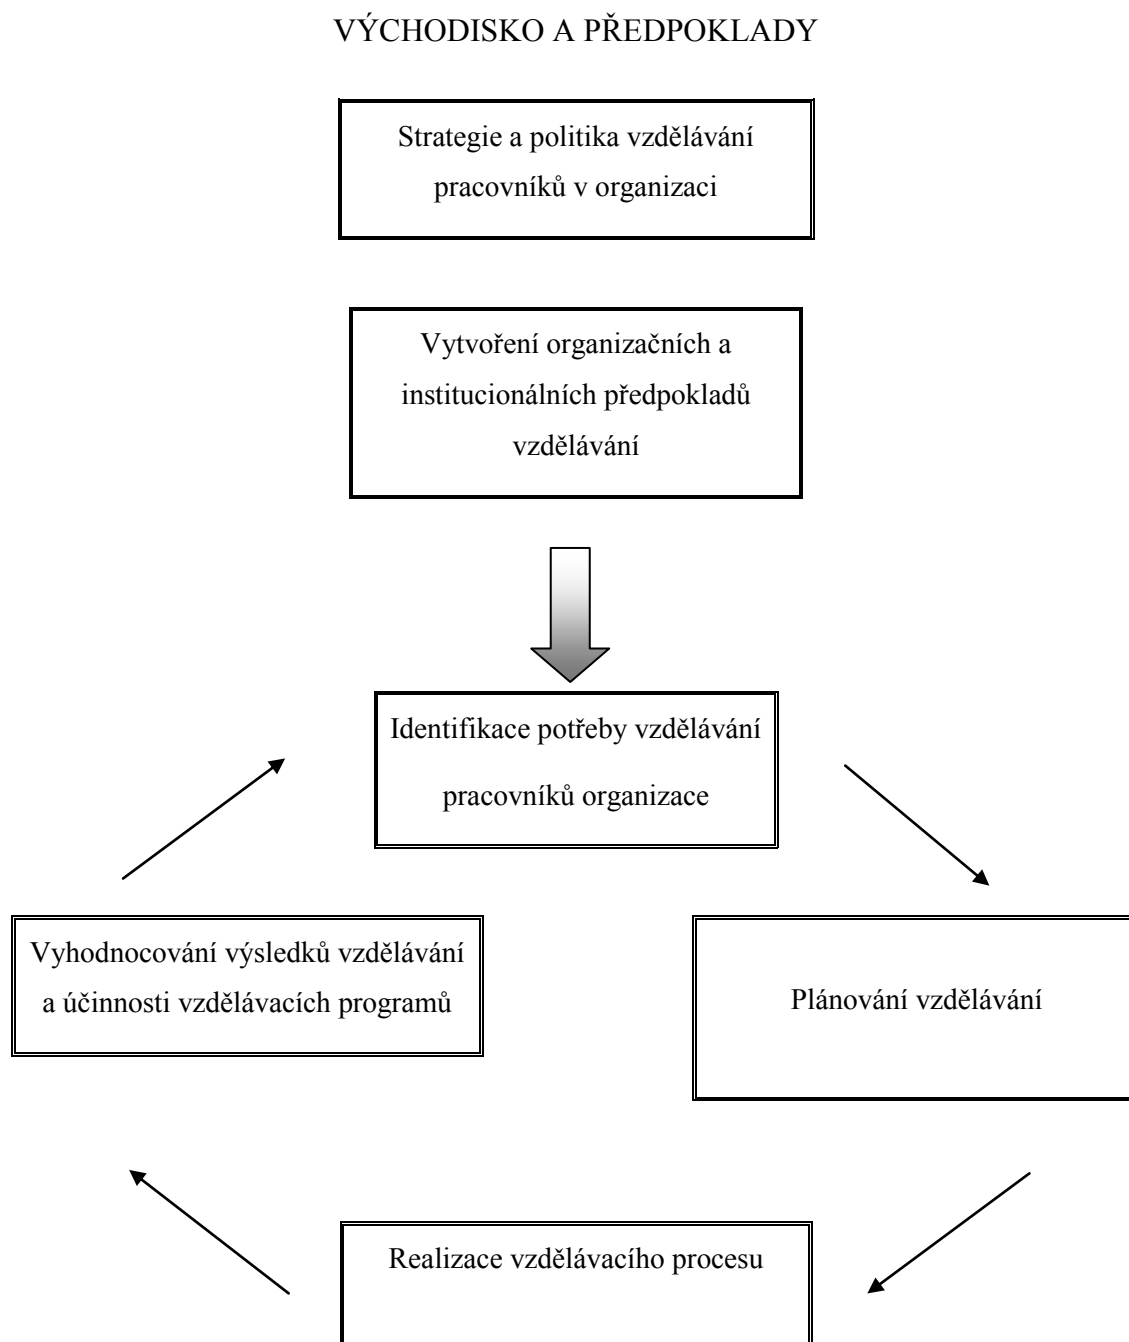 VÝCHODISKO A PŘEDPOKLADY
Strategie a politika vzdělávání
pracovníků v organizaci
Vytvoření organizačních a
institucionálních předpokladů
vzdělávání
Identifikace potřeby vzdělávání
pracovníků organizace
Vyhodnocování výsledků vzdělávání
a účinnosti vzdělávacích programů
Plánování vzdělávání
Realizace vzdělávacího procesu